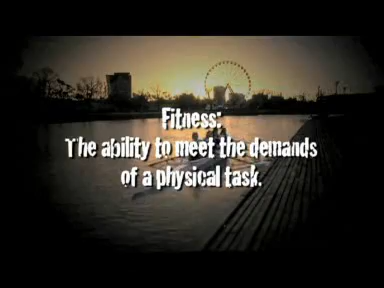 Fitness:
The ability to meet the demands
of a physical task.